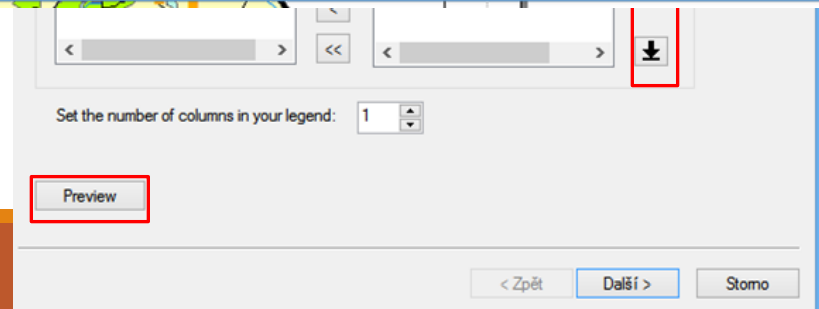 <
<<
Set the number of columns in your legend: 1
Preview
< Zpět Další > Storno